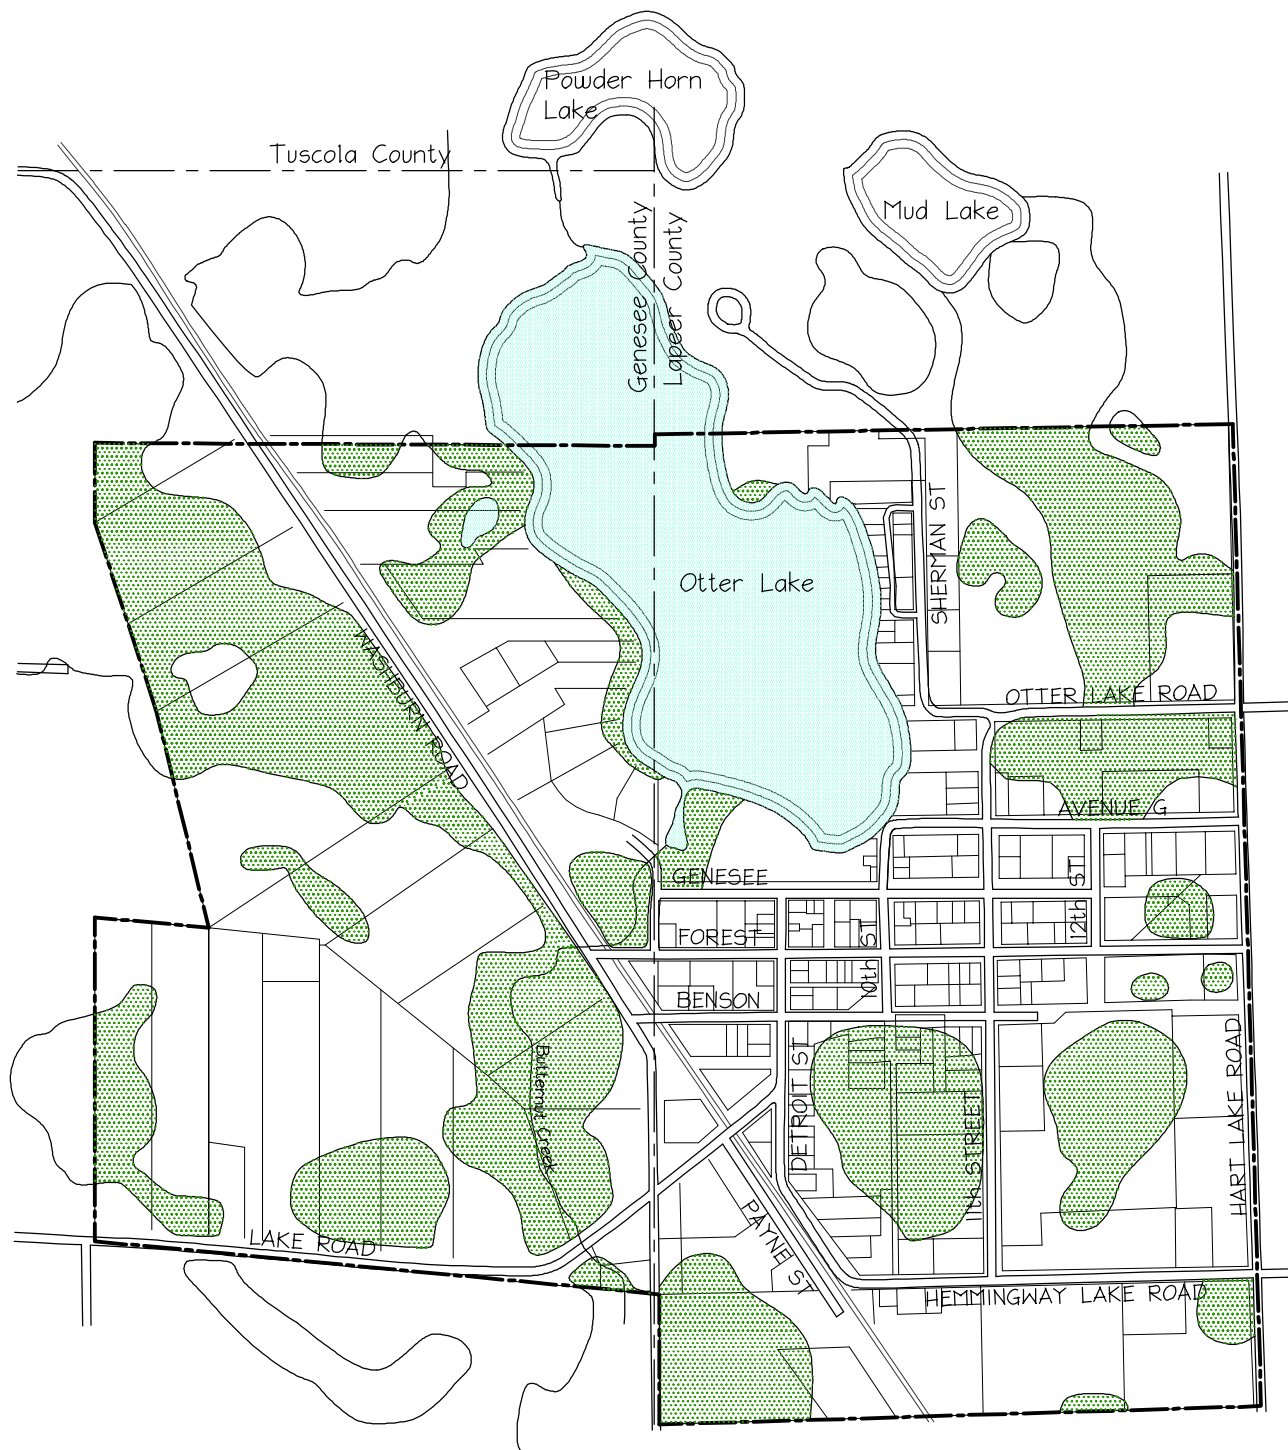 Powder Horn
Lake
Tuscola County
Mud Lake
Genesee County
Lapeer County
Otter Lake
SHERMAN ST
WASHBURN ROAD
OTTER LAKE ROAD
AVENUE G
GENESEE
12th ST
FOREST
10th ST
BENSON
Butternut Creek
DETROIT ST
11th STREET
HART LAKE ROAD
LAKE ROAD
PAYNE ST
HEMMINGWAY LAKE ROAD